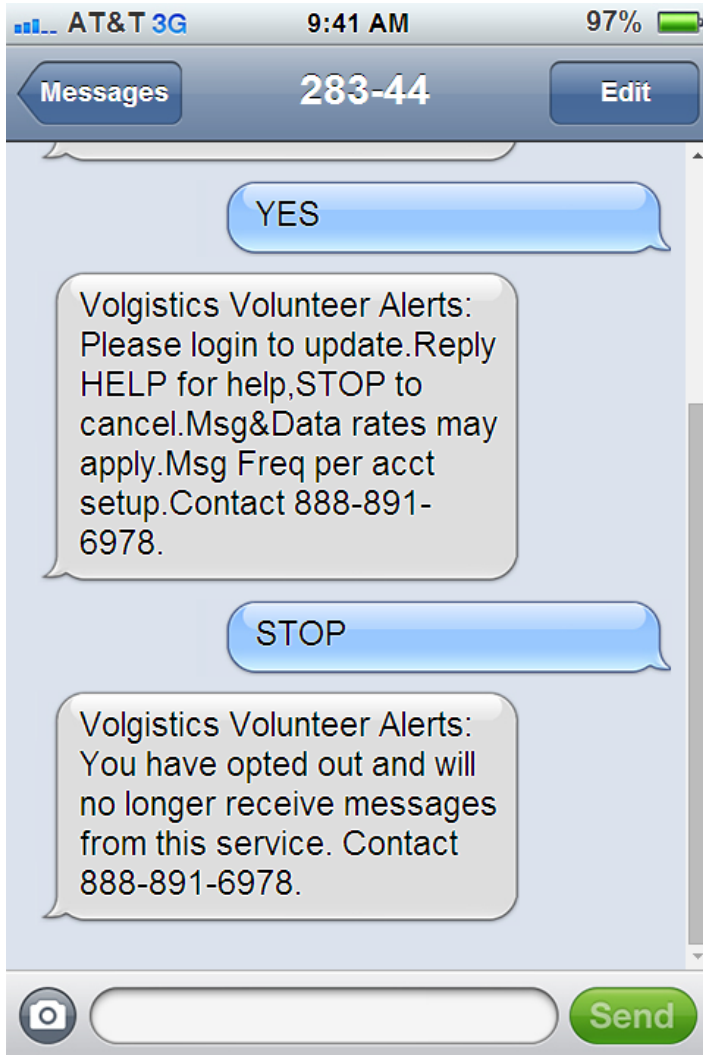 AT&T 3G 9:41 AM 97%
Messages 283-44 Edit
YES
Volgistics Volunteer Alerts:
Please login to update.Reply
HELP for help,STOP to
cancel.Msg&Data rates may
apply.Msg Freq per acct
setup.Contact 888-891-
6978.
STOP
Volgistics Volunteer Alerts:
You have opted out and will
no longer receive messages
from this service. Contact
888-891-6978.
Send